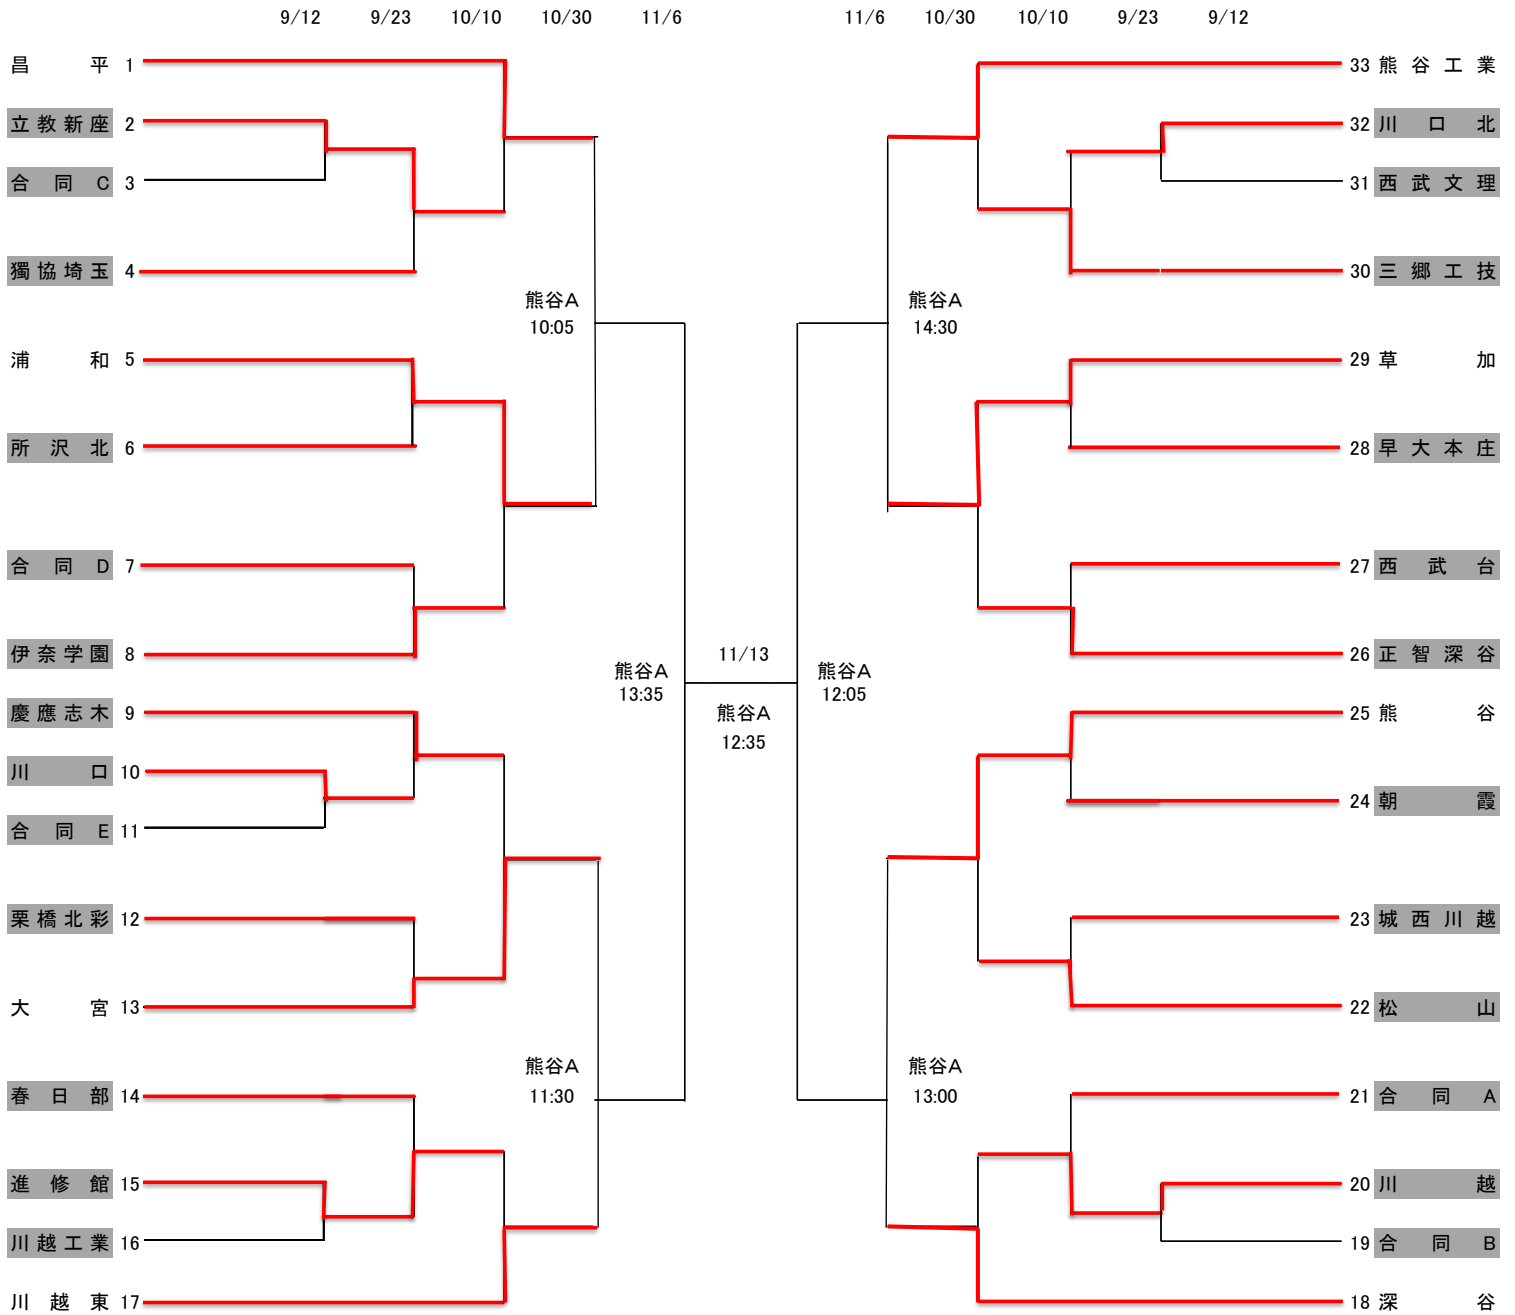 9/12 9/23 10/10 10/30 11/6 11/6 10/30 10/10 9/23 9/12
昌平 1
33 熊谷工業
立教新座 2
32 川口北
合同C 3
31 西武文理
獨協埼玉 4
30 三郷工技
熊谷A
10:05
熊谷A
14:30
浦和 5
29 草加
所沢北 6
28 早大本庄
合同D 7
27 西武台
伊奈学園 8
26 正智深谷
熊谷A
13:35
11/13
熊谷A
12:35
熊谷A
12:05
慶應志木 9
25 熊谷
川口 10
24 朝霞
合同E 11
栗橋北彩 12
23 城西川越
大宮 13
22 松山
熊谷A
11:30
熊谷A
13:00
春日部 14
21 合同A
進修館 15
20 川越
川越工業 16
19 合同B
川越東 17
18 深谷